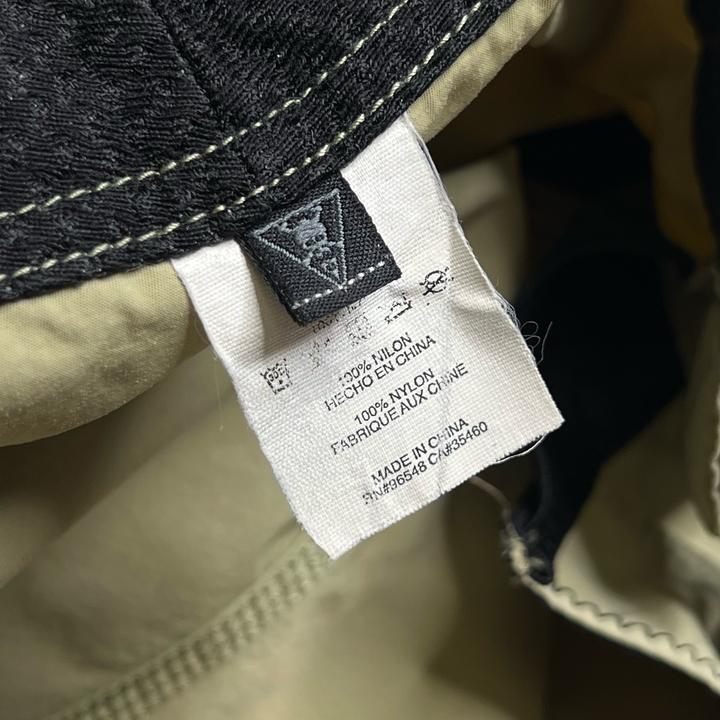 100% NILON
HECHO EN CHINA
100% NYLON
FABRIQUE AUX CHINE
MADE IN CHINA
RN#96548 CA#35460